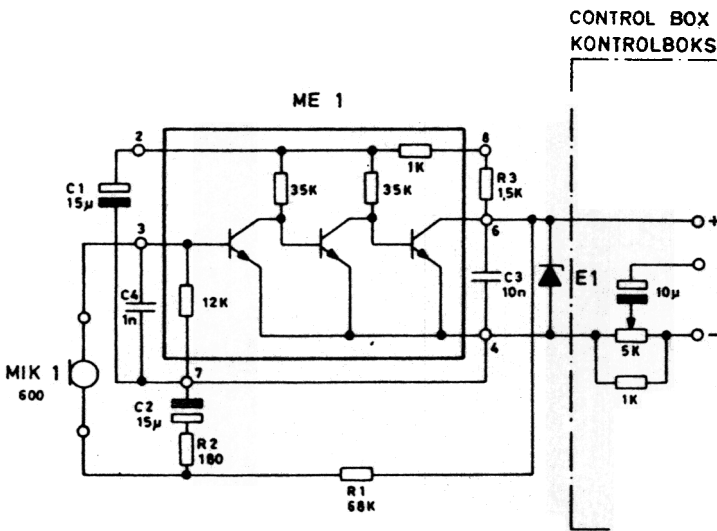 CONTROL BOX
KONTROLBOKS
ME 1
2
8
1K
C1
15µ
35K
35K
R3
1,5K
3
6
+
C4
1n
12K
C3
10n
E1
10µ
4
-
5K
MIK 1
600
7
1K
C2
15µ
R2
180
R1
68K